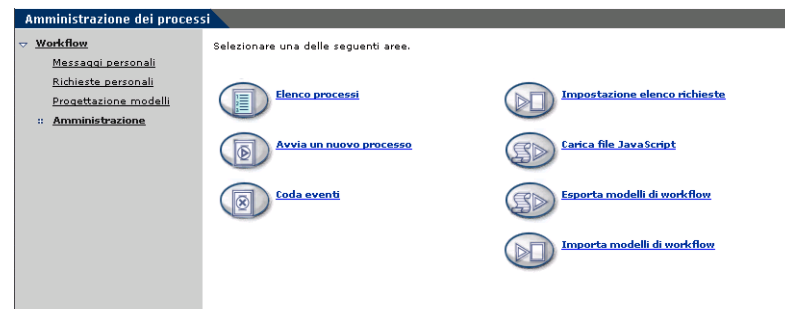 Amministrazione dei processi
Workflow
Messaggi personali
Richieste personali
Progettazione modelli
Amministrazione
Selezionare una delle seguenti aree.
Elenco processi
Impostazione elenco richieste
Avvia un nuovo processo
Carica file JavaScript
Coda eventi
Esporta modelli di workflow
Importa modelli di workflow